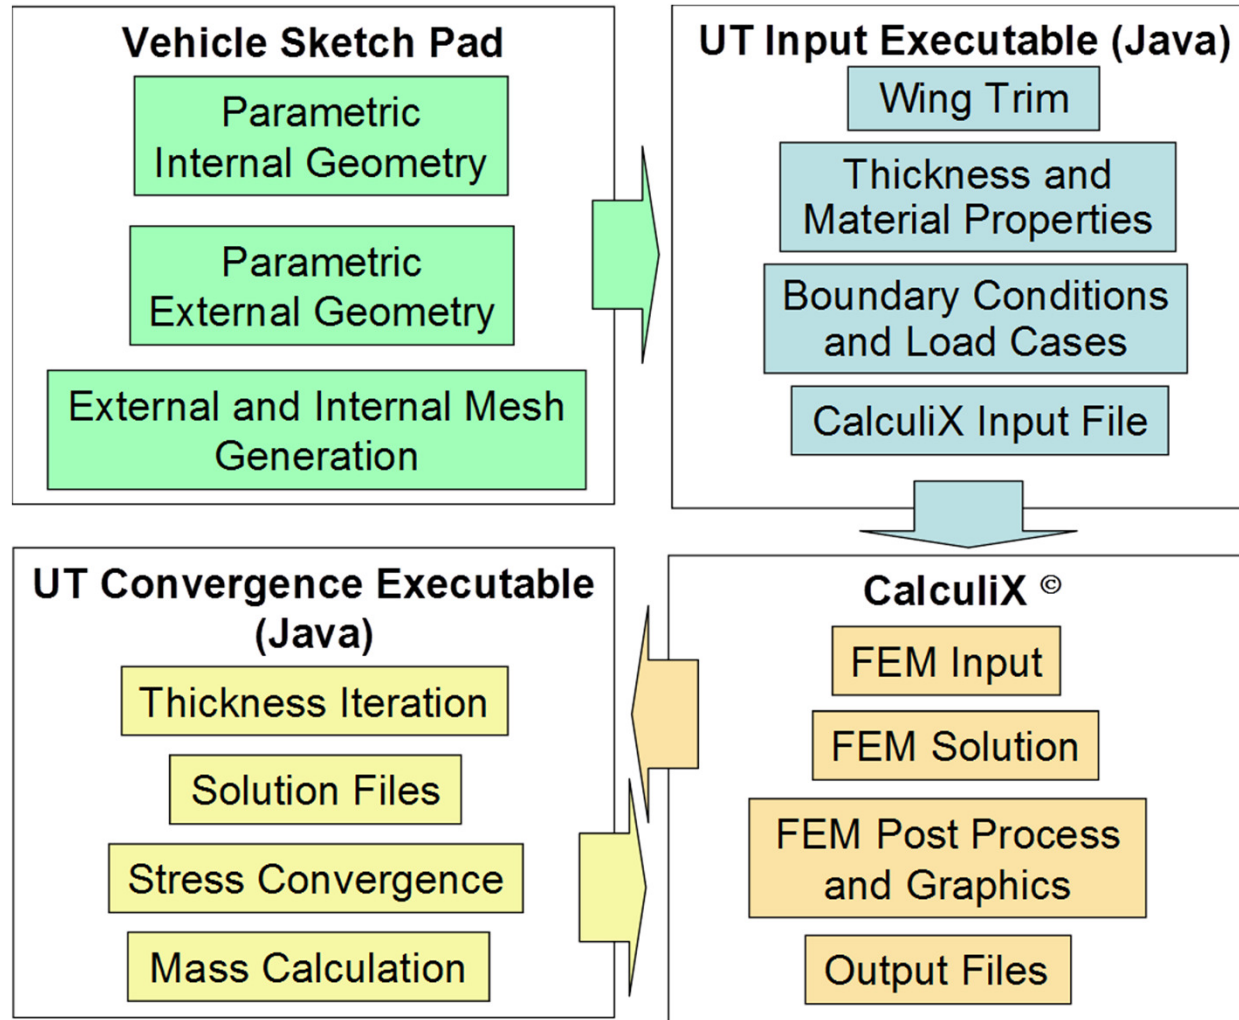 Vehicle Sketch Pad
Parametric
Internal Geometry
Parametric
External Geometry
External and Internal Mesh
Generation
UT Input Executable (Java)
Wing Trim
Thickness and
Material Properties
Boundary Conditions
and Load Cases
CalculiX Input File
UT Convergence Executable
(Java)
Thickness Iteration
Solution Files
Stress Convergence
Mass Calculation
CalculiX ©
FEM Input
FEM Solution
FEM Post Process
and Graphics
Output Files